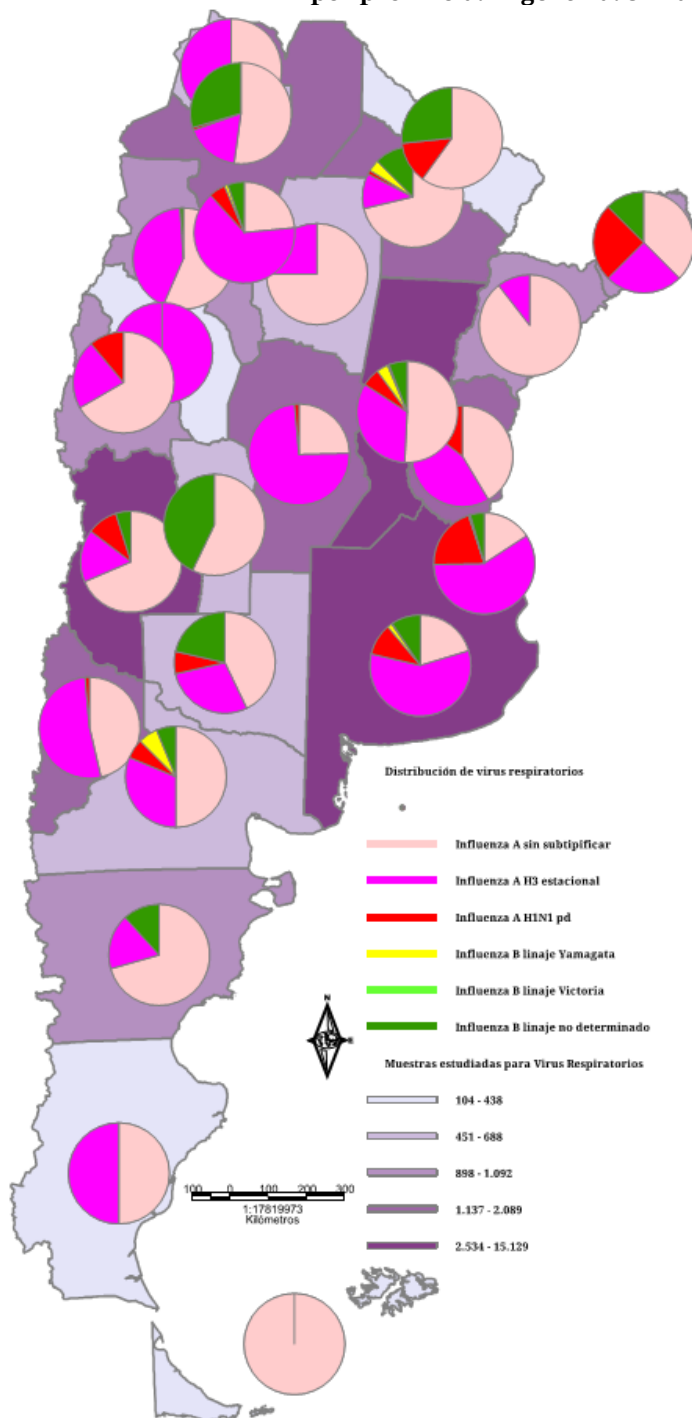 Distribución de virus respiratorios
Influenza A sin subtipificar
Influenza A H3 estacional
Influenza A H1N1 pd
Influenza B linaje Yamagata
Influenza B linaje Victoria
Influenza B linaje no determinado
Muestras estudiadas para Virus Respiratorios
104 - 438
451 - 688
898 - 1.092
1.137 - 2.089
2.534 - 15.129
N
100 0 100 200 300
1:17819973
Kilómetros